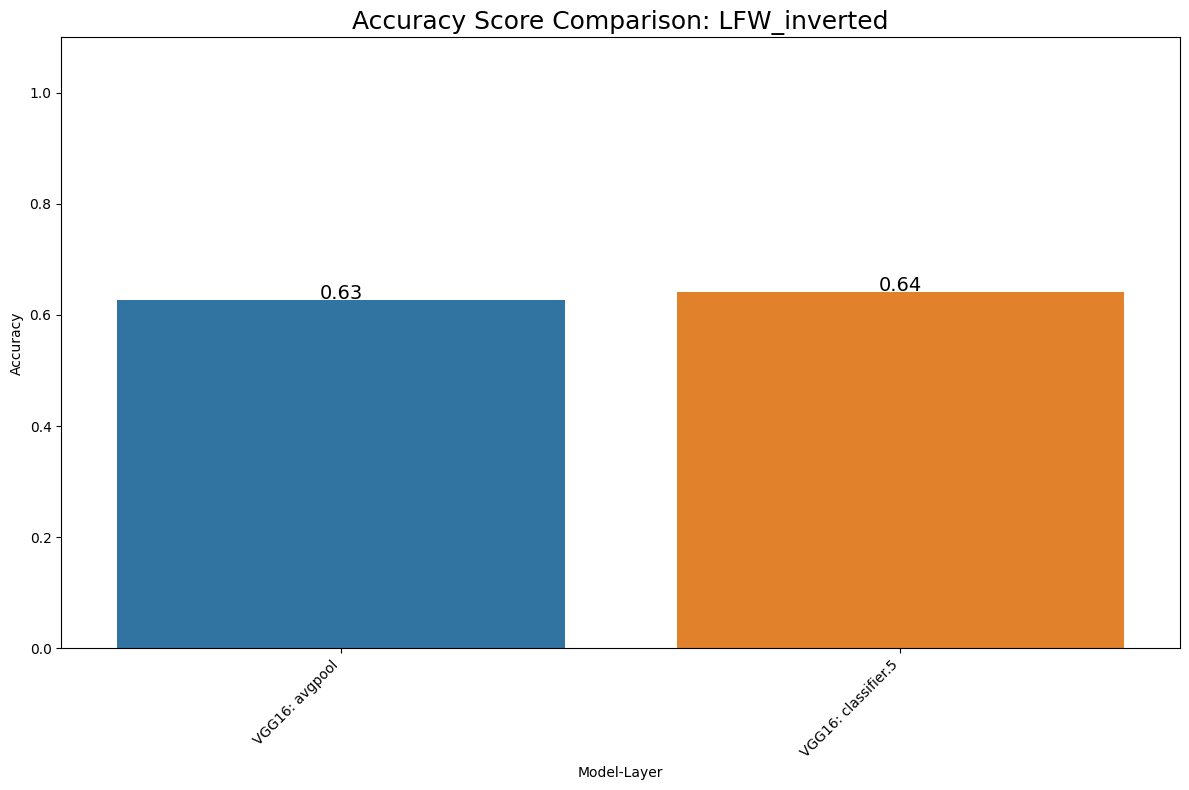 Accuracy Score Comparison: LFW_inverted
1.0
0.8
0.6
0.4
0.2
0.0
Accuracy
0.63
0.64
VGG16: avgpool
VGG16: classifier.5
Model-Layer